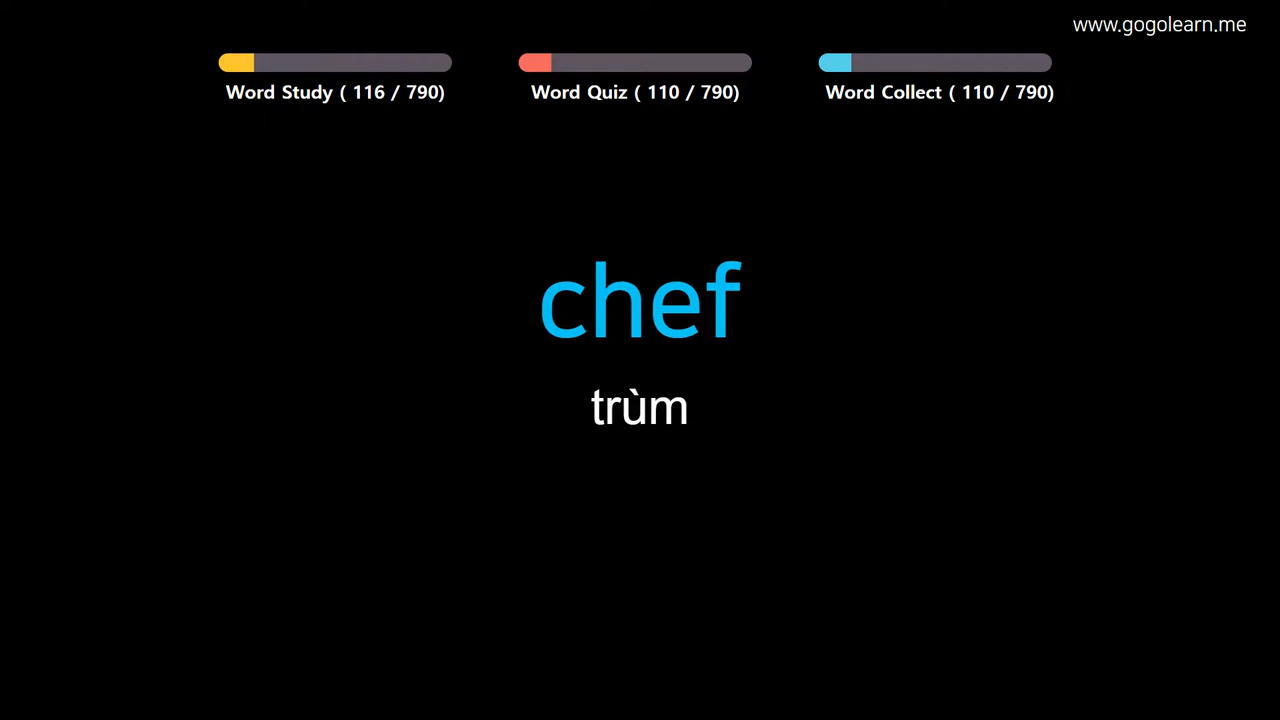 www.gogolearn.me
Word Study ( 116 / 790)
Word Quiz ( 110 / 790)
Word Collect ( 110 / 790)
chef
trùm